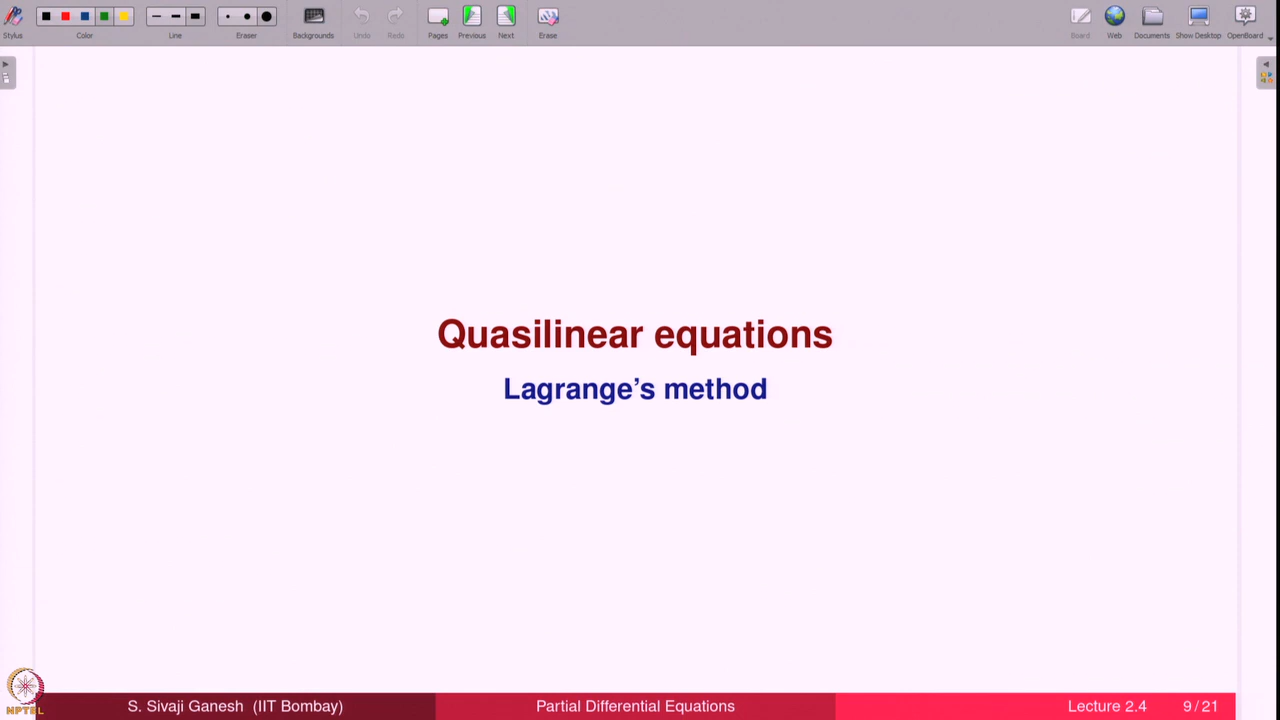 Stylus
Color
Line
Eraser
Backgrounds
Undo
Redo
Pages
Previous
Next
Erase
Board
Web
Documents
Show Desktop
OpenBoard
Quasilinear equations
Lagrange's method
NPTEL
S. Sivaji Ganesh (IIT Bombay)
Partial Differential Equations
Lecture 2.4
9 / 21